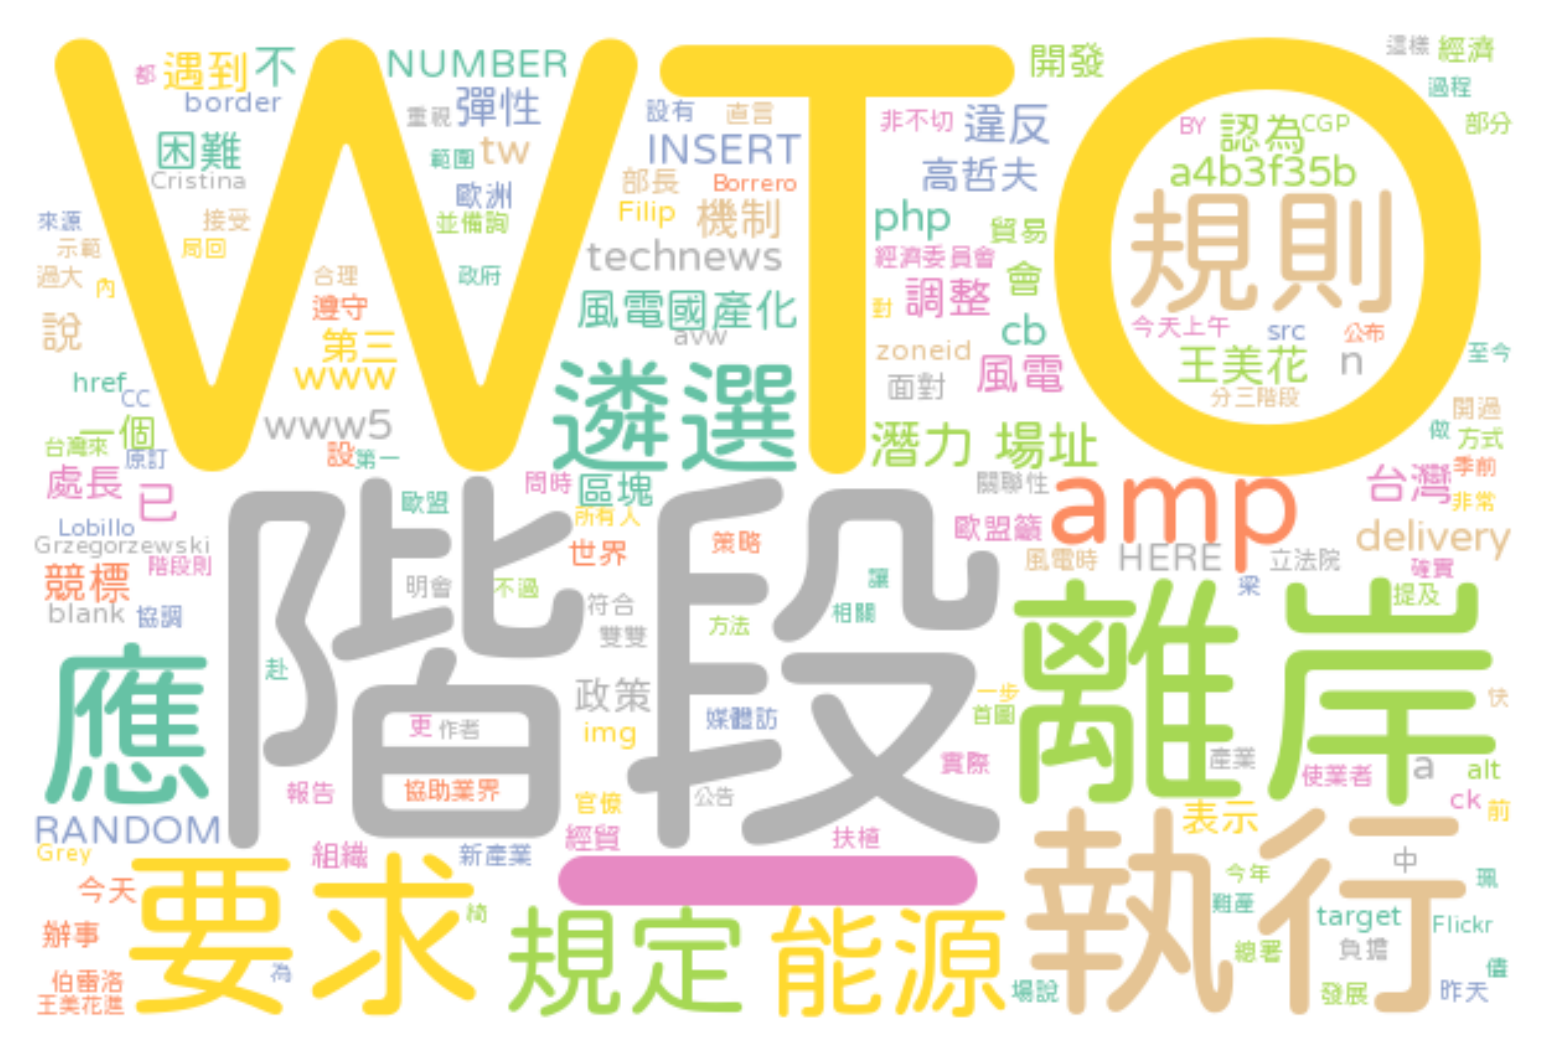 WTO
都 遇到 不 NUMBER 開發 這樣 經濟
border 重視 彈性 設有 直言 非不切 違反 BY 認為 CGP 過程 部分
困難 範圍 tw INSERT 高哲夫 a4b3f35b
Cristina 歐洲 部長 Borrero 規則
來源 接受 並備詢 Filip 機制 php 貿易
示範 局回 technews 經濟委員會
過大 內 合理 政府 會
說 遵守 風電國產化 對 調整 今天上午 src 公布
第三 avw cb 王美花 n 至今
href www 遴選 zoneid 風電 分三階段
CC 面對 開過
一個 www5 潛力 場址 做 方式
台灣來 原訂 設 第一 季前
處長 已 階段 歐盟 同時 區塊 關聯性 amp 台灣 非常
Lobillo 所有人 歐盟籲 delivery
Grzegorzewski 世界 策略 風電時 HERE 立法院 確實
競標 階段則 明會 不過 讓 梁 提及
blank 協調 符合 雙雙 方法 相關 離岸
應 赴 政策 一步 快
更 作者 img 媒體訪 首圖
報告 協助業界 官僚 公告 實際 產業 使業者 a alt
RANDOM 經貿 扶植 表示 ck 前
Grey 組織 新產業 執行 中
今天 要求 今年 珮
辦事 綺 規定 能源 難產 target Flickr
伯雷洛 為 總署 負擔 儘
王美花進 場說 發展 昨天